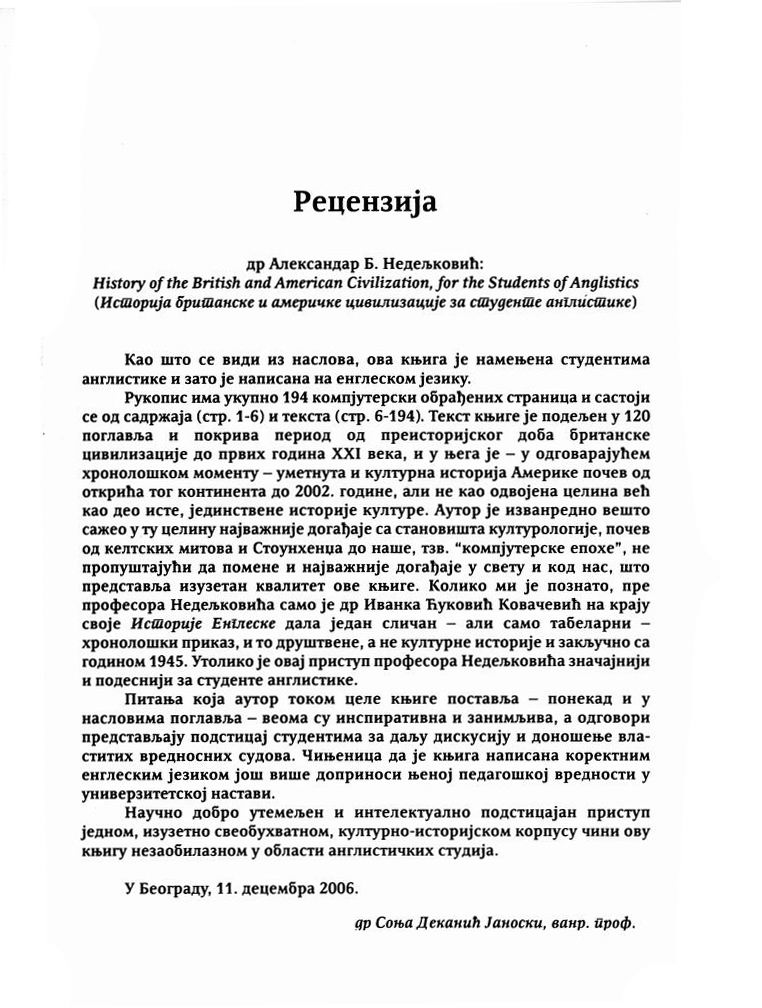 Рецензија
др Александар Б. Недељковић:
History of the British and American Civilization, for the Students of Anglistics
(Историја британске и америчке цивилизације за студенте англистике)
Као што се види из наслова, ова књига је намењена студентима
англистике и зато је написана на енглеском језику.
Рукопис има укупно 194 компјутерски обрађених страница и састоји
се од садржаја (стр. 1-6) и текста (стр. 6-194). Текст књиге је подељен у 120
поглавља и покрива период од преисторијског доба британске
цивилизације до првих година XXI века, и у њега је – у одговарајућем
хронолошком моменту – уметнута и културна историја Америке почев од
открића тог континента до 2002. године, али не као одвојена целина већ
као део исте, јединствене историје културе. Аутор је изванредно вешто
сажео у ту целину најважније догађаје са становишта културологије, почев
од келтских митова и Стоунхенџа до наше, тзв. “компјутерске епохе”, не
пропуштајући да помене и најважније догађаје у свету и код нас, што
представља изузетан квалитет ове књиге. Колико ми је познато, пре
професора Недељковића само је др Иванка Ђуковић Ковачевић на крају
своје Историје Енглеске дала један сличан – али само табеларни –
хронолошки приказ, и то друштвене, а не културне историје и закључно са
годином 1945. Утолико је овај приступ професора Недељковића значајнији
и подеснији за студенте англистике.
Питања која аутор током целе књиге поставља – понекад и у
насловима поглавља – веома су инспиративна и занимљива, а одговори
представљају подстицај студентима за даљу дискусију и доношење вла-
ститих вредносних судова. Чињеница да је књига написана коректним
енглеским језиком још више доприноси њеној педагошкој вредности у
универзитетској настави.
Научно добро утемељен и интелектуално подстицајан приступ
једном, изузетно свеобухватном, културно-историјском корпусу чини ову
књигу незаобилазном у области англистичких студија.
У Београду, 11. децембра 2006.
др Соња Деканић Јаноски, ванр. проф.